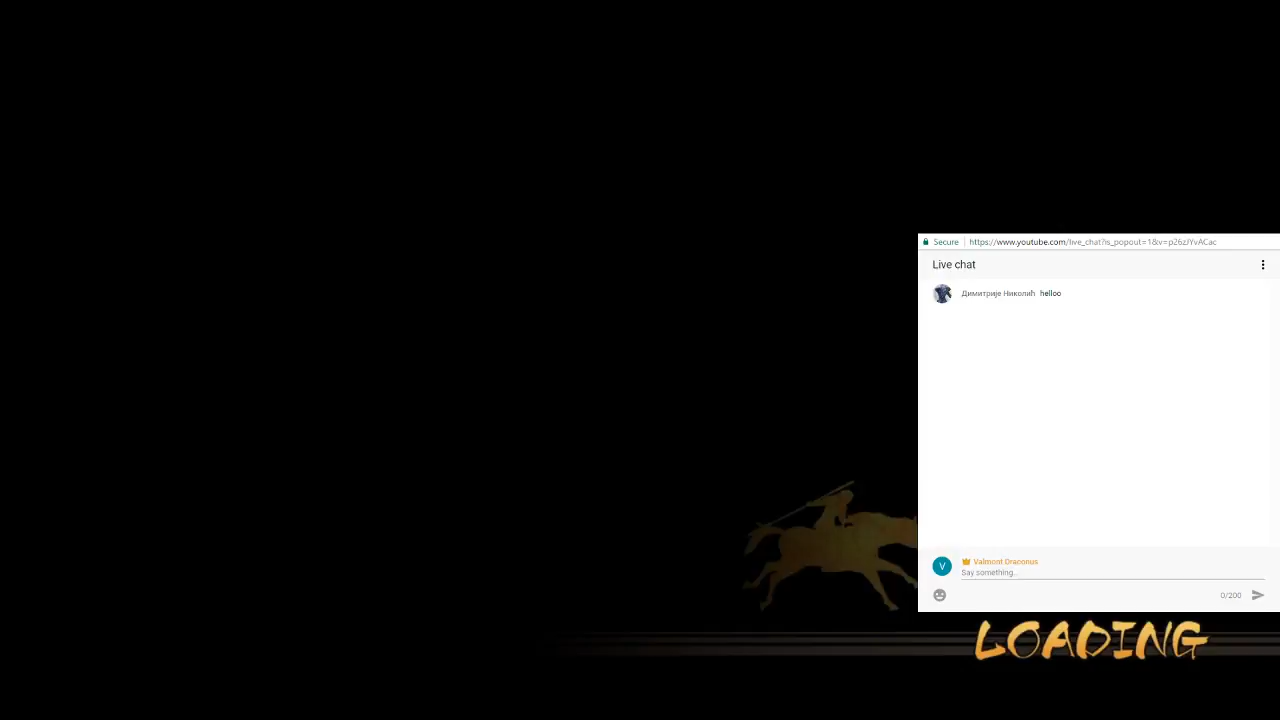 Secure https://www.youtube.com/live_chat?is_popout=1&v=p26zJYvACac
Live chat
Димитрије Николић helloo
V
Valmont Draconus
Say something...
0/200
LOADING